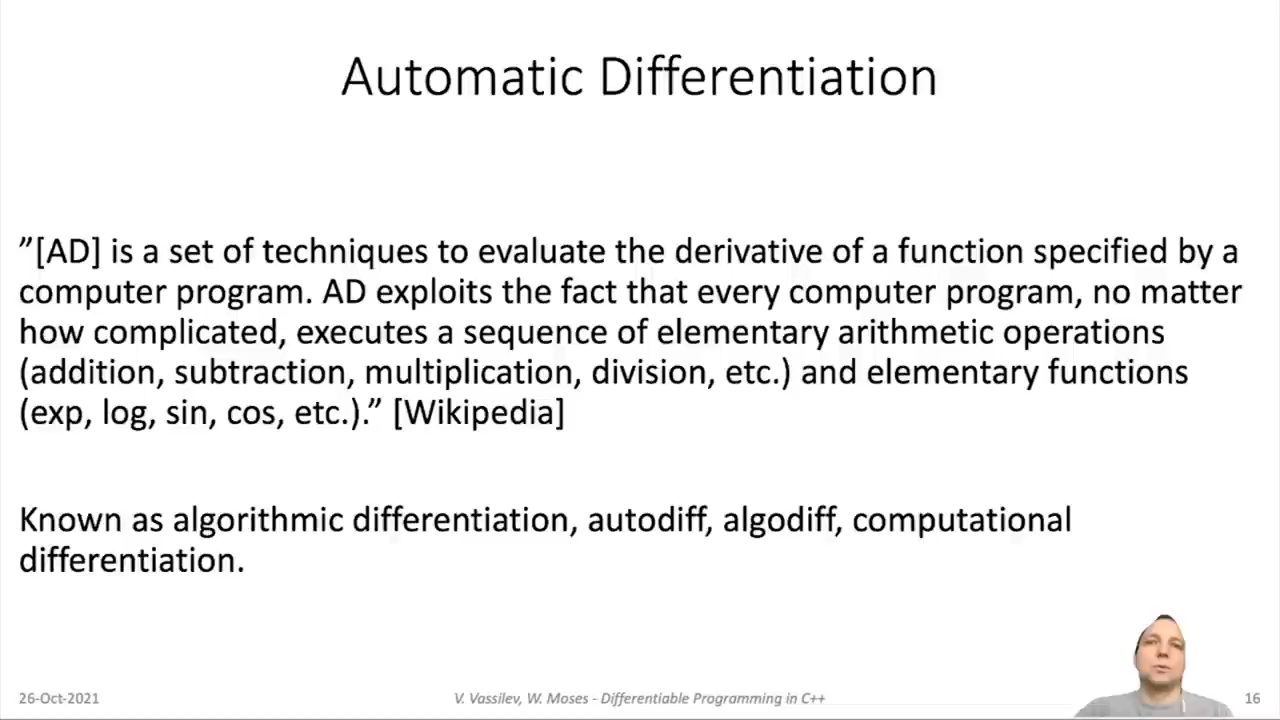 Automatic Differentiation
”[AD] is a set of techniques to evaluate the derivative of a function specified by a
computer program. AD exploits the fact that every computer program, no matter
how complicated, executes a sequence of elementary arithmetic operations
(addition, subtraction, multiplication, division, etc.) and elementary functions
(exp, log, sin, cos, etc.).” [Wikipedia]
Known as algorithmic differentiation, autodiff, algodiff, computational
differentiation.
26-Oct-2021
V. Vassilev, W. Moses - Differentiable Programming in C++
16